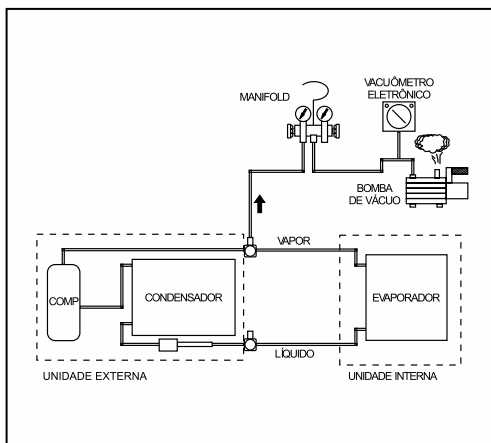 MANIFOLD
VACUÔMETRO
ELETRÔNICO
BOMBA
DE VÁCUO
VAPOR
COMP
CONDENSADOR
EVAPORADOR
LÍQUIDO
UNIDADE EXTERNA
UNIDADE INTERNA